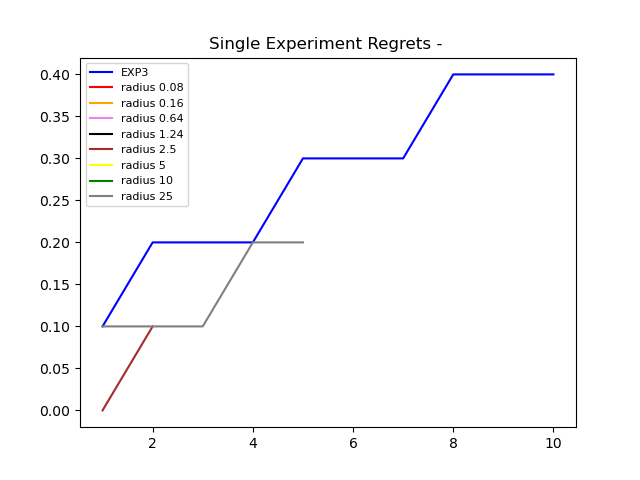 Single Experiment Regrets -
EXP3
radius 0.08
radius 0.16
radius 0.64
radius 1.24
radius 2.5
radius 5
radius 10
radius 25
0.40
0.35
0.30
0.25
0.20
0.15
0.10
0.05
0.00
2 4 6 8 10